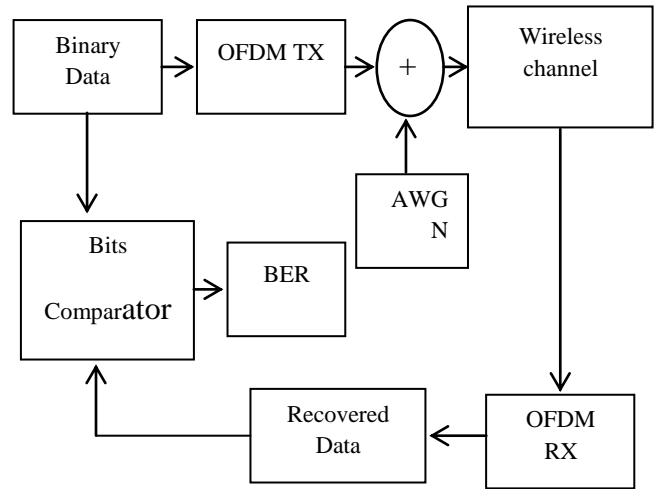 Binary
Data
OFDM TX
+
Wireless
channel
AWG
N
Bits
Comparator
BER
Recovered
Data
OFDM
RX